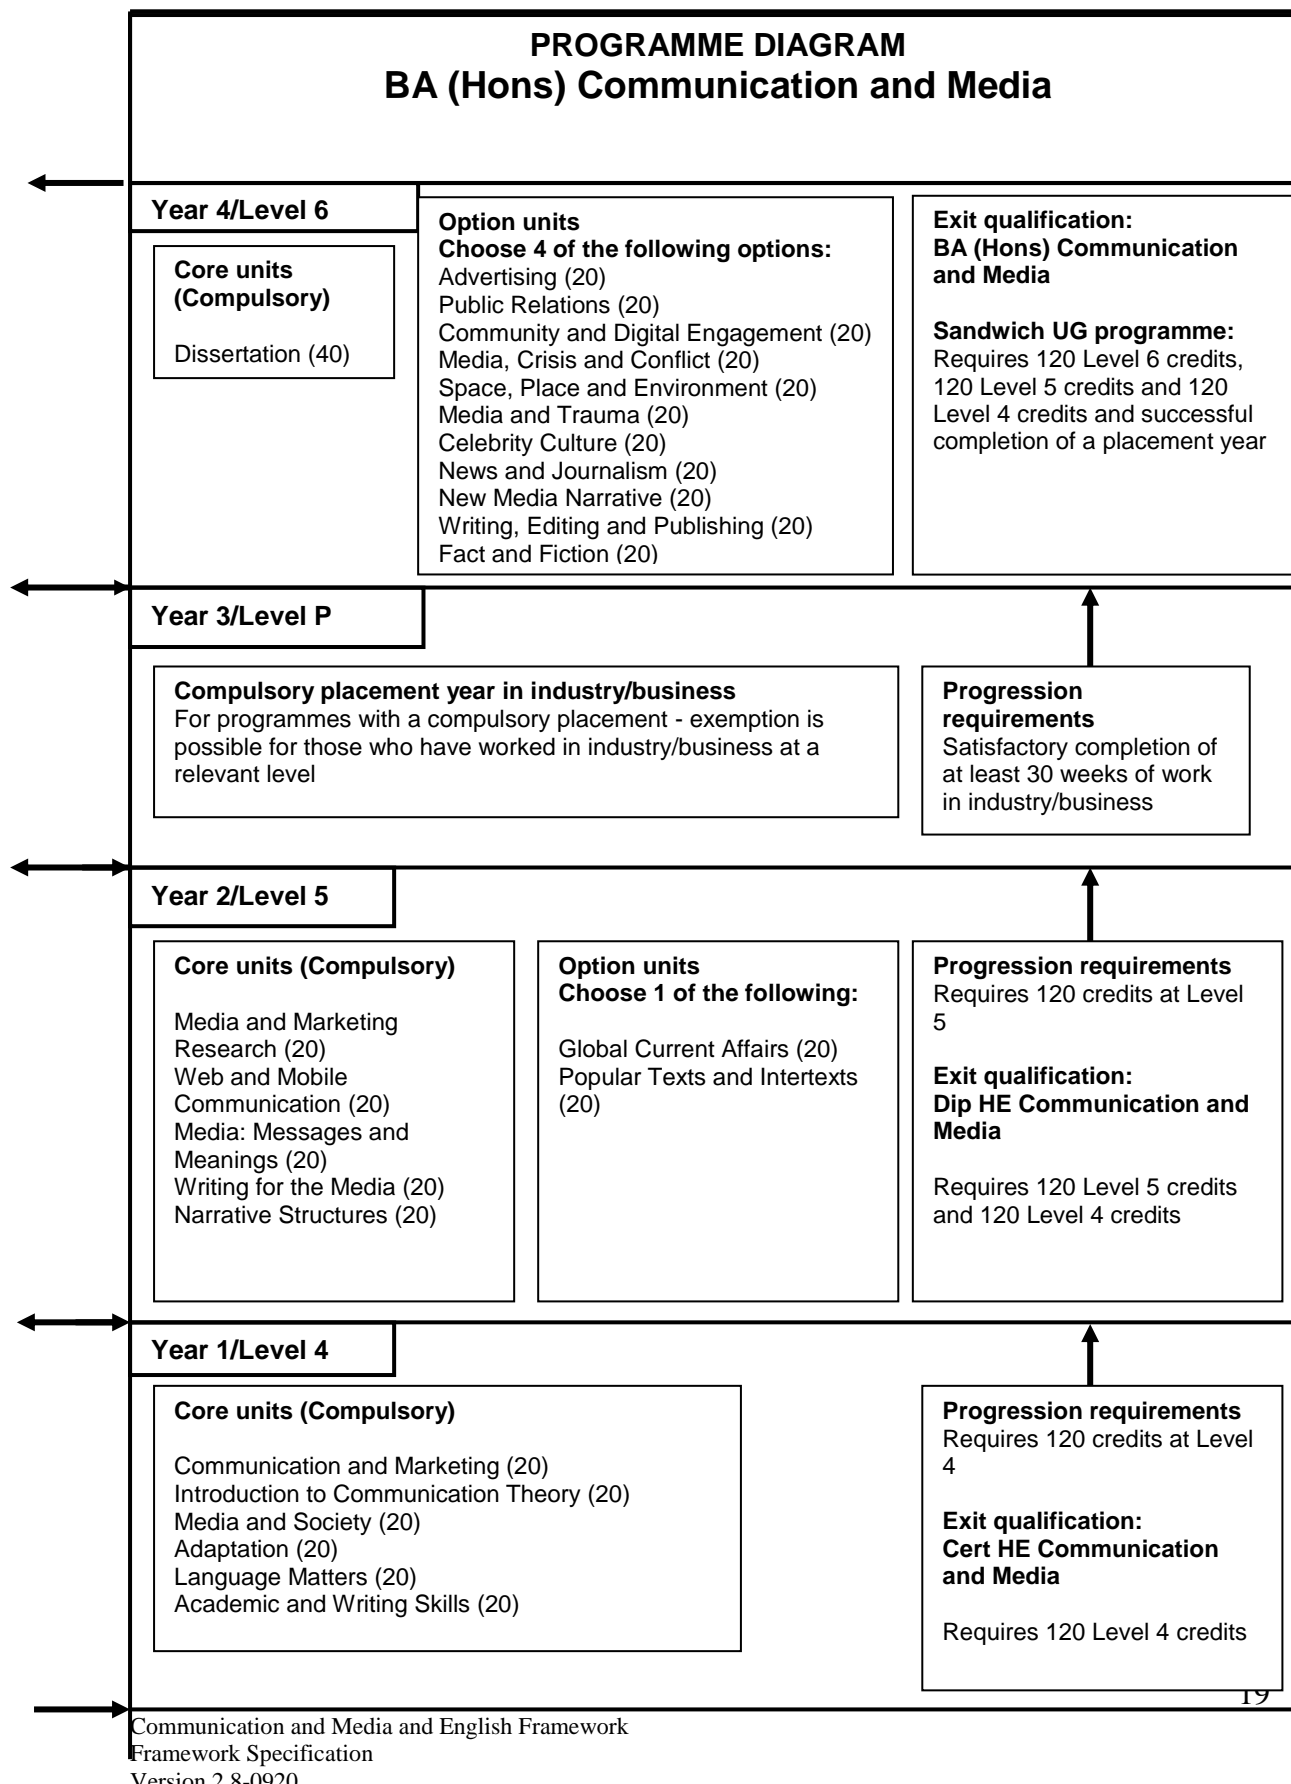 PROGRAMME DIAGRAM
BA (Hons) Communication and Media
Year 4/Level 6
Core units
(Compulsory)
Dissertation (40)
Option units
Choose 4 of the following options:
Advertising (20)
Public Relations (20)
Community and Digital Engagement (20)
Media, Crisis and Conflict (20)
Space, Place and Environment (20)
Media and Trauma (20)
Celebrity Culture (20)
News and Journalism (20)
New Media Narrative (20)
Writing, Editing and Publishing (20)
Fact and Fiction (20)
Exit qualification:
BA (Hons) Communication
and Media
Sandwich UG programme:
Requires 120 Level 6 credits,
120 Level 5 credits and 120
Level 4 credits and successful
completion of a placement year
Year 3/Level P
Compulsory placement year in industry/business
For programmes with a compulsory placement - exemption is
possible for those who have worked in industry/business at a
relevant level
Progression
requirements
Satisfactory completion of
at least 30 weeks of work
in industry/business
Year 2/Level 5
Core units (Compulsory)
Media and Marketing
Research (20)
Web and Mobile
Communication (20)
Media: Messages and
Meanings (20)
Writing for the Media (20)
Narrative Structures (20)
Option units
Choose 1 of the following:
Global Current Affairs (20)
Popular Texts and Intertexts
(20)
Progression requirements
Requires 120 credits at Level
5
Exit qualification:
Dip HE Communication and
Media
Requires 120 Level 5 credits
and 120 Level 4 credits
Year 1/Level 4
Core units (Compulsory)
Communication and Marketing (20)
Introduction to Communication Theory (20)
Media and Society (20)
Adaptation (20)
Language Matters (20)
Academic and Writing Skills (20)
Progression requirements
Requires 120 credits at Level
4
Exit qualification:
Cert HE Communication
and Media
Requires 120 Level 4 credits
19
Communication and Media and English Framework
Framework Specification
Version 2.8-0920